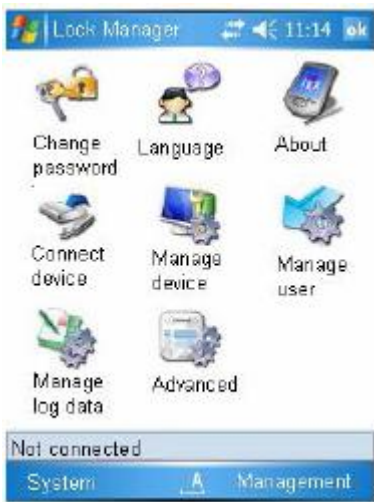 Lock Manager 11:14 ok
Change password
Language
About
Connect device
Manage device
Manage user
Manage log data
Advanced
Not connected
System A Management